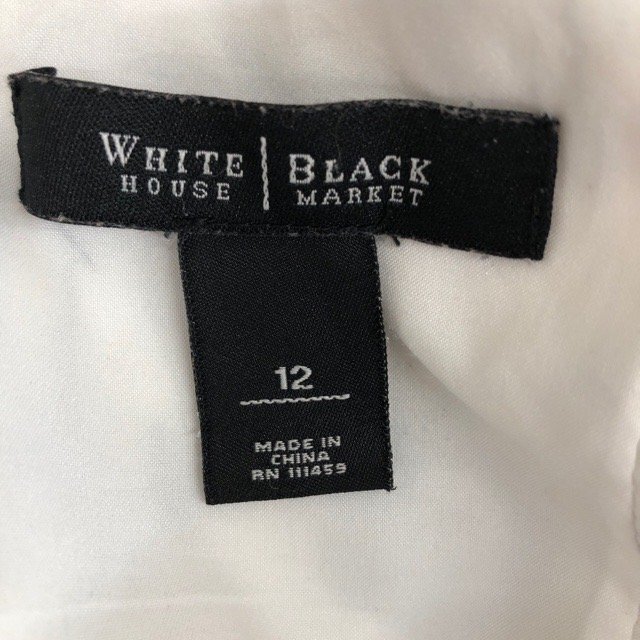 WHITE | BLACK
HOUSE | MARKET
12
MADE IN
CHINA
RN 111459